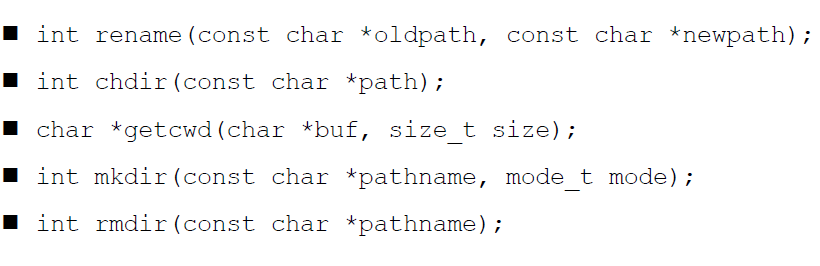 ■ int rename(const char *oldpath, const char *newpath);
■ int chdir(const char *path);
■ char *getcwd(char *buf, size_t size);
■ int mkdir(const char *pathname, mode_t mode);
■ int rmdir(const char *pathname);